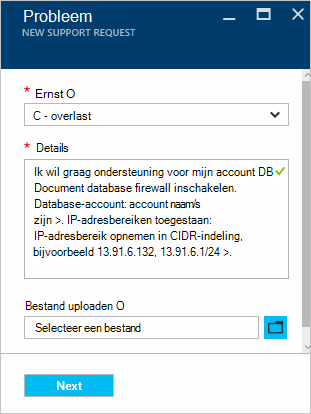 Probleem
NEW SUPPORT REQUEST
* Ernst O
C - overlast
* Details
Ik wil graag ondersteuning voor mijn account DB
Document database firewall inschakelen.
Database-account: account naam/s
zijn >. IP-adresbereiken toegestaan:
IP-adresbereik opnemen in CIDR-indeling,
bijvoorbeeld 13.91.6.132, 13.91.6.1/24 >.
Bestand uploaden O
Selecteer een bestand
Next